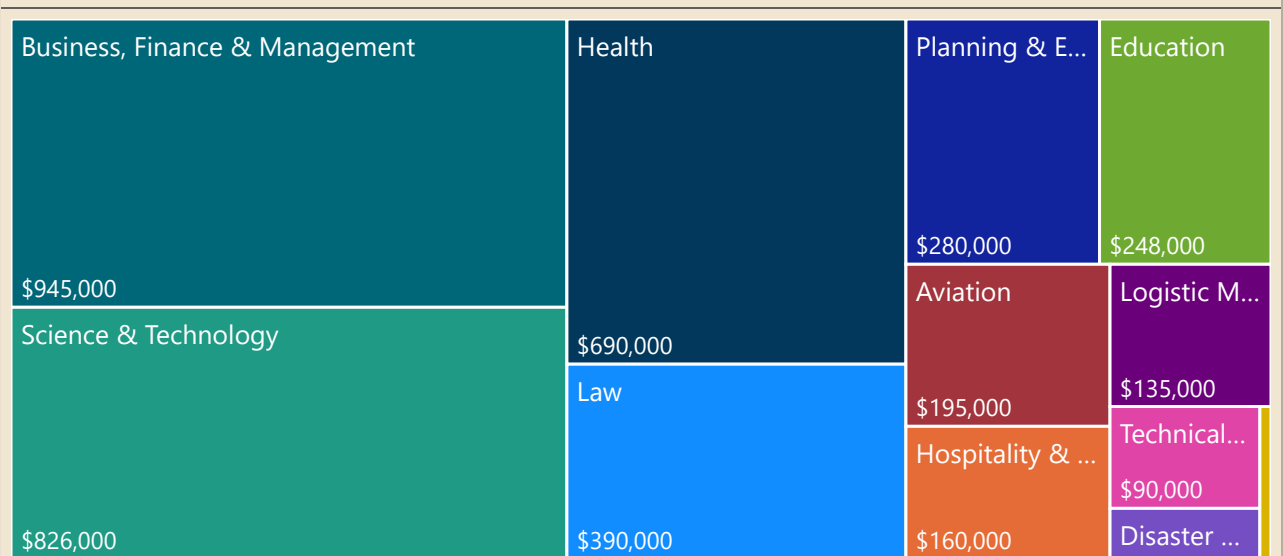 Business, Finance & Management
$945,000
Science & Technology
$826,000
Health
$690,000
Law
$390,000
Planning & E...
$280,000
Education
$248,000
Aviation
$195,000
Hospitality & ...
$160,000
Logistic M...
$135,000
Technical...
$90,000
Disaster ...